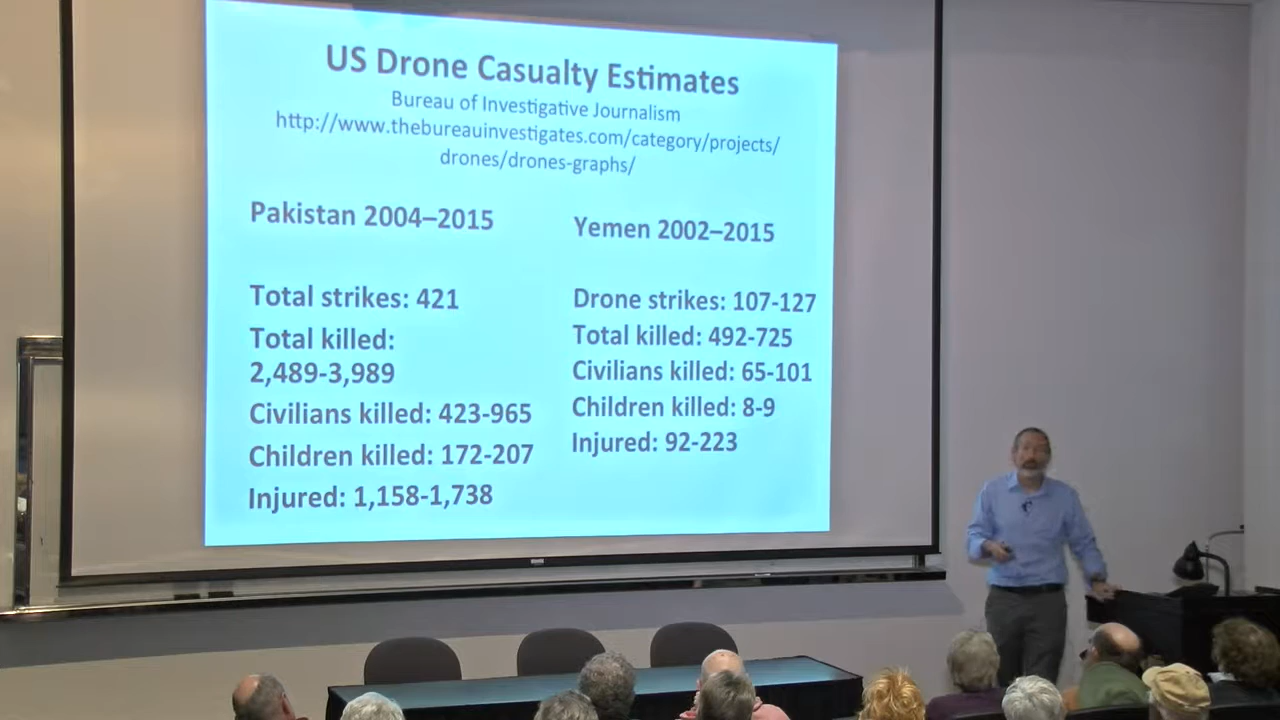 US Drone Casualty Estimates
Bureau of Investigative Journalism
http://www.thebureauinvestigates.com/category/projects/
drones/drones-graphs/
Pakistan 2004–2015
Total strikes: 421
Total killed:
2,489-3,989
Civilians killed: 423-965
Children killed: 172-207
Injured: 1,158-1,738
Yemen 2002–2015
Drone strikes: 107-127
Total killed: 492-725
Civilians killed: 65-101
Children killed: 8-9
Injured: 92-223